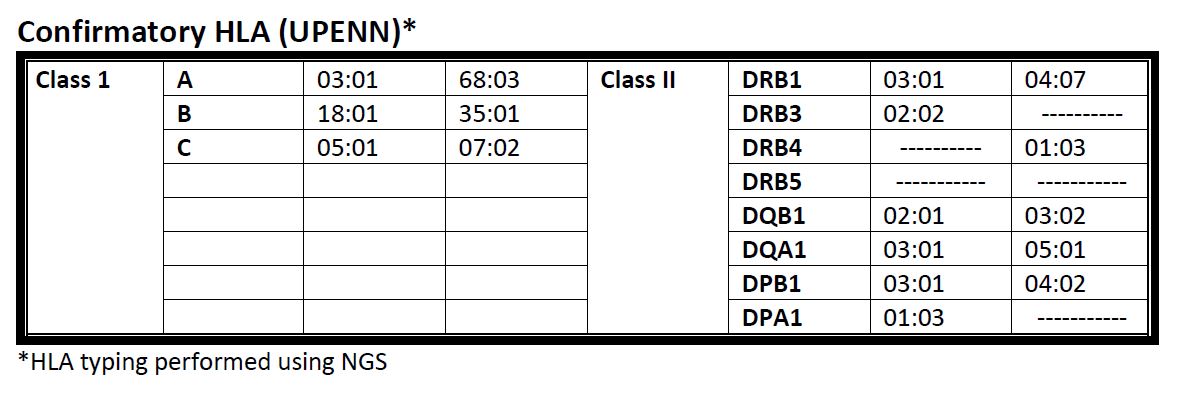 Confirmatory HLA (UPENN)*
Class 1 A 03:01 68:03 Class II DRB1 03:01 04:07
B 18:01 35:01 DRB3 02:02 ----------
C 05:01 07:02 DRB4 ---------- 01:03
DRB5 ----------- -----------
DQB1 02:01 03:02
DQA1 03:01 05:01
DPB1 03:01 04:02
DPA1 01:03 -----------
*HLA typing performed using NGS